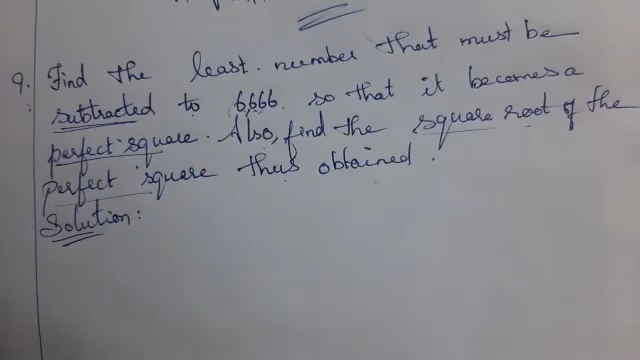 9. Find the least number that must be
subtracted to 6,666 so that it becomes a
perfect square. Also, find the square root of the
perfect square thus obtained.
Solution: